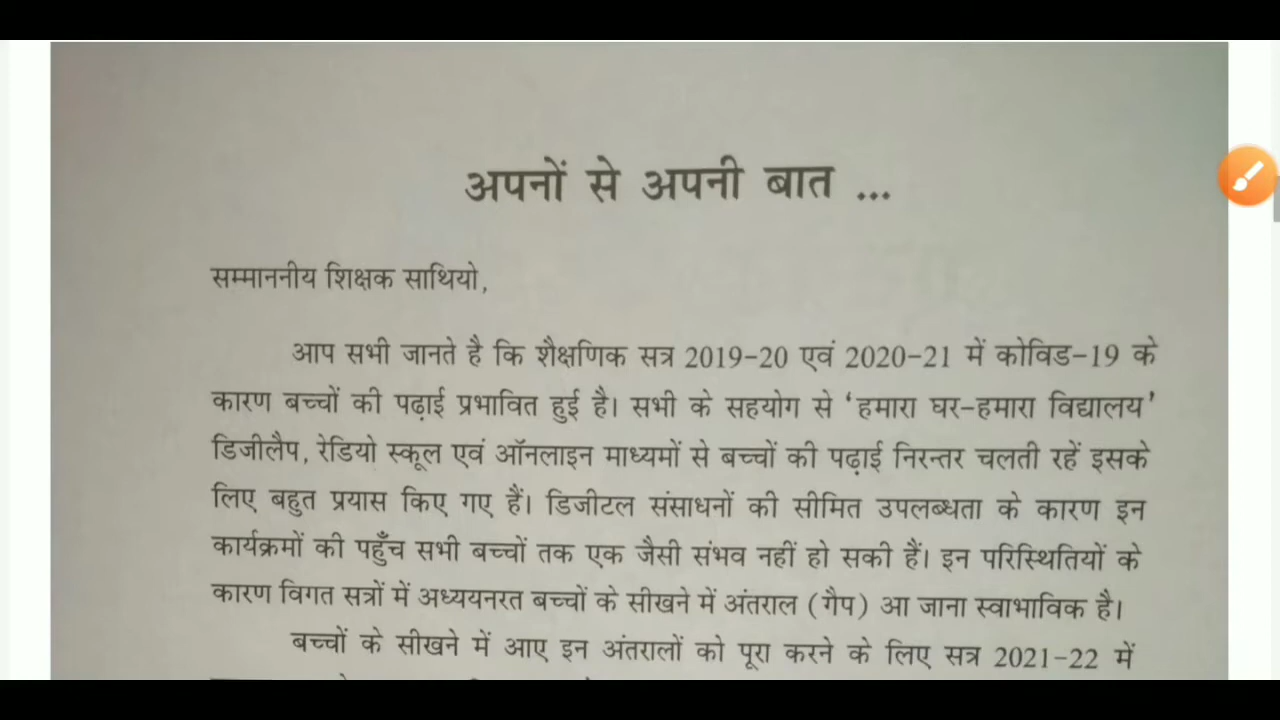 अपनों से अपनी बात ...
सम्माननीय शिक्षक साथियो,
आप सभी जानते है कि शैक्षणिक सत्र 2019-20 एवं 2020-21 में कोविड-19 के
कारण बच्चों की पढ़ाई प्रभावित हुई है। सभी के सहयोग से ‘हमारा घर-हमारा विद्यालय’
डिजीलैप, रेडियो स्कूल एवं ऑनलाइन माध्यमों से बच्चों की पढ़ाई निरन्तर चलती रहें इसके
लिए बहुत प्रयास किए गए हैं। डिजीटल संसाधनों की सीमित उपलब्धता के कारण इन
कार्यक्रमों की पहुँच सभी बच्चों तक एक जैसी संभव नहीं हो सकी हैं। इन परिस्थितियों के
कारण विगत सत्रों में अध्ययनरत बच्चों के सीखने में अंतराल (गैप) आ जाना स्वाभाविक है।
बच्चों के सीखने में आए इन अंतरालों को पूरा करने के लिए सत्र 2021-22 में